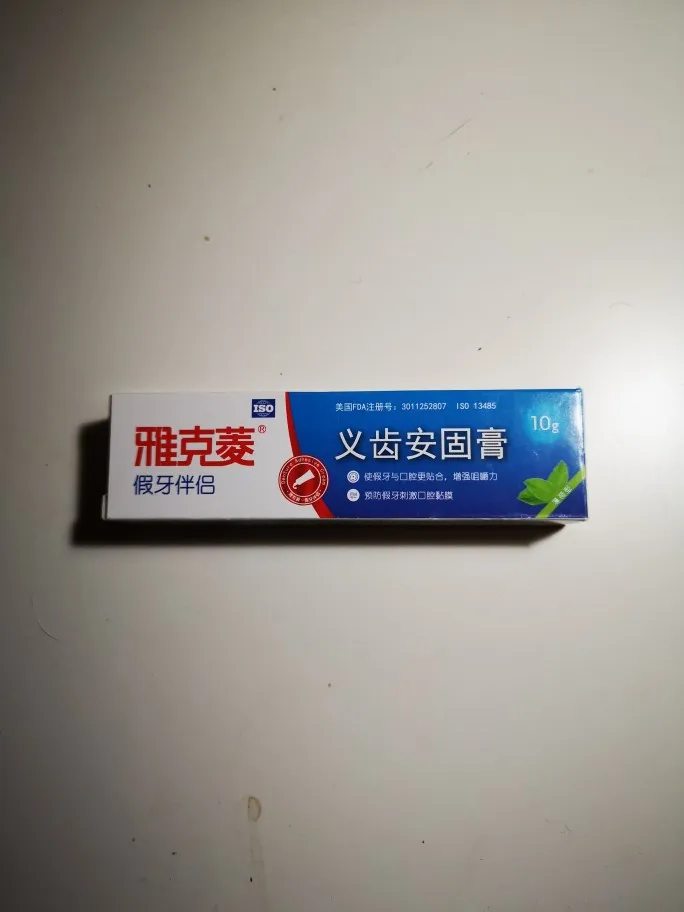 ISO
雅克菱®
假牙伴侣
美国FDA注册号：3011252807 ISO 13485
义齿安固膏
10g
使假牙与口腔更贴合，增强咀嚼力
预防假牙刺激口腔黏膜